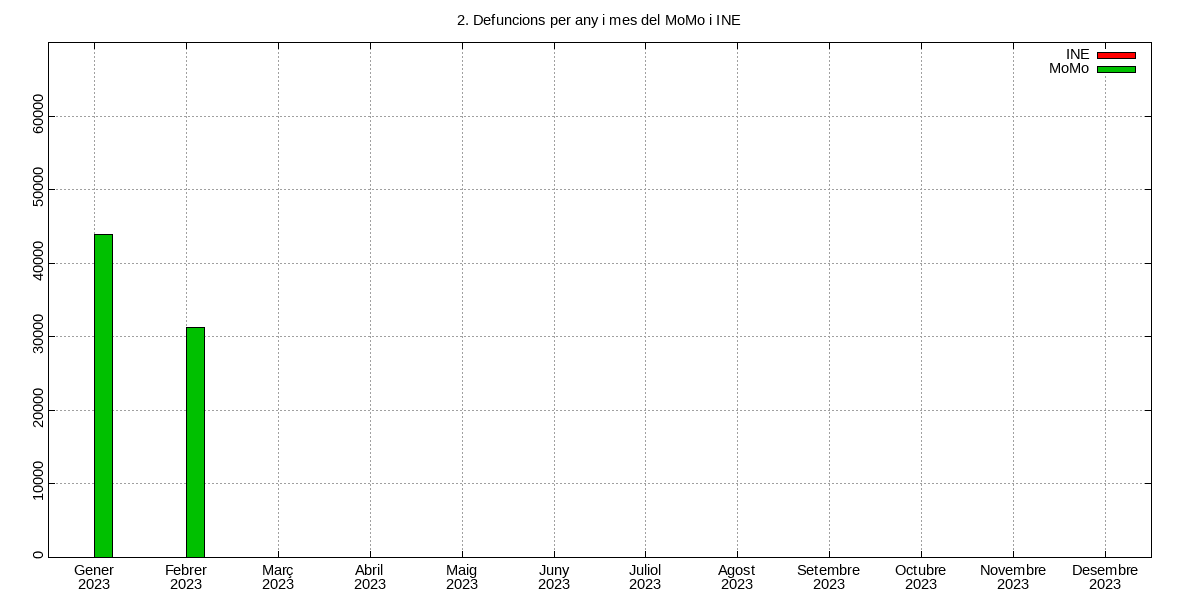 2. Defuncions per any i mes del MoMo i INE
INE
MoMo
60000
50000
40000
30000
20000
10000
0
Gener Febrer Març Abril Maig Juny Juliol Agost Setembre Octubre Novembre Desembre
2023 2023 2023 2023 2023 2023 2023 2023 2023 2023 2023 2023